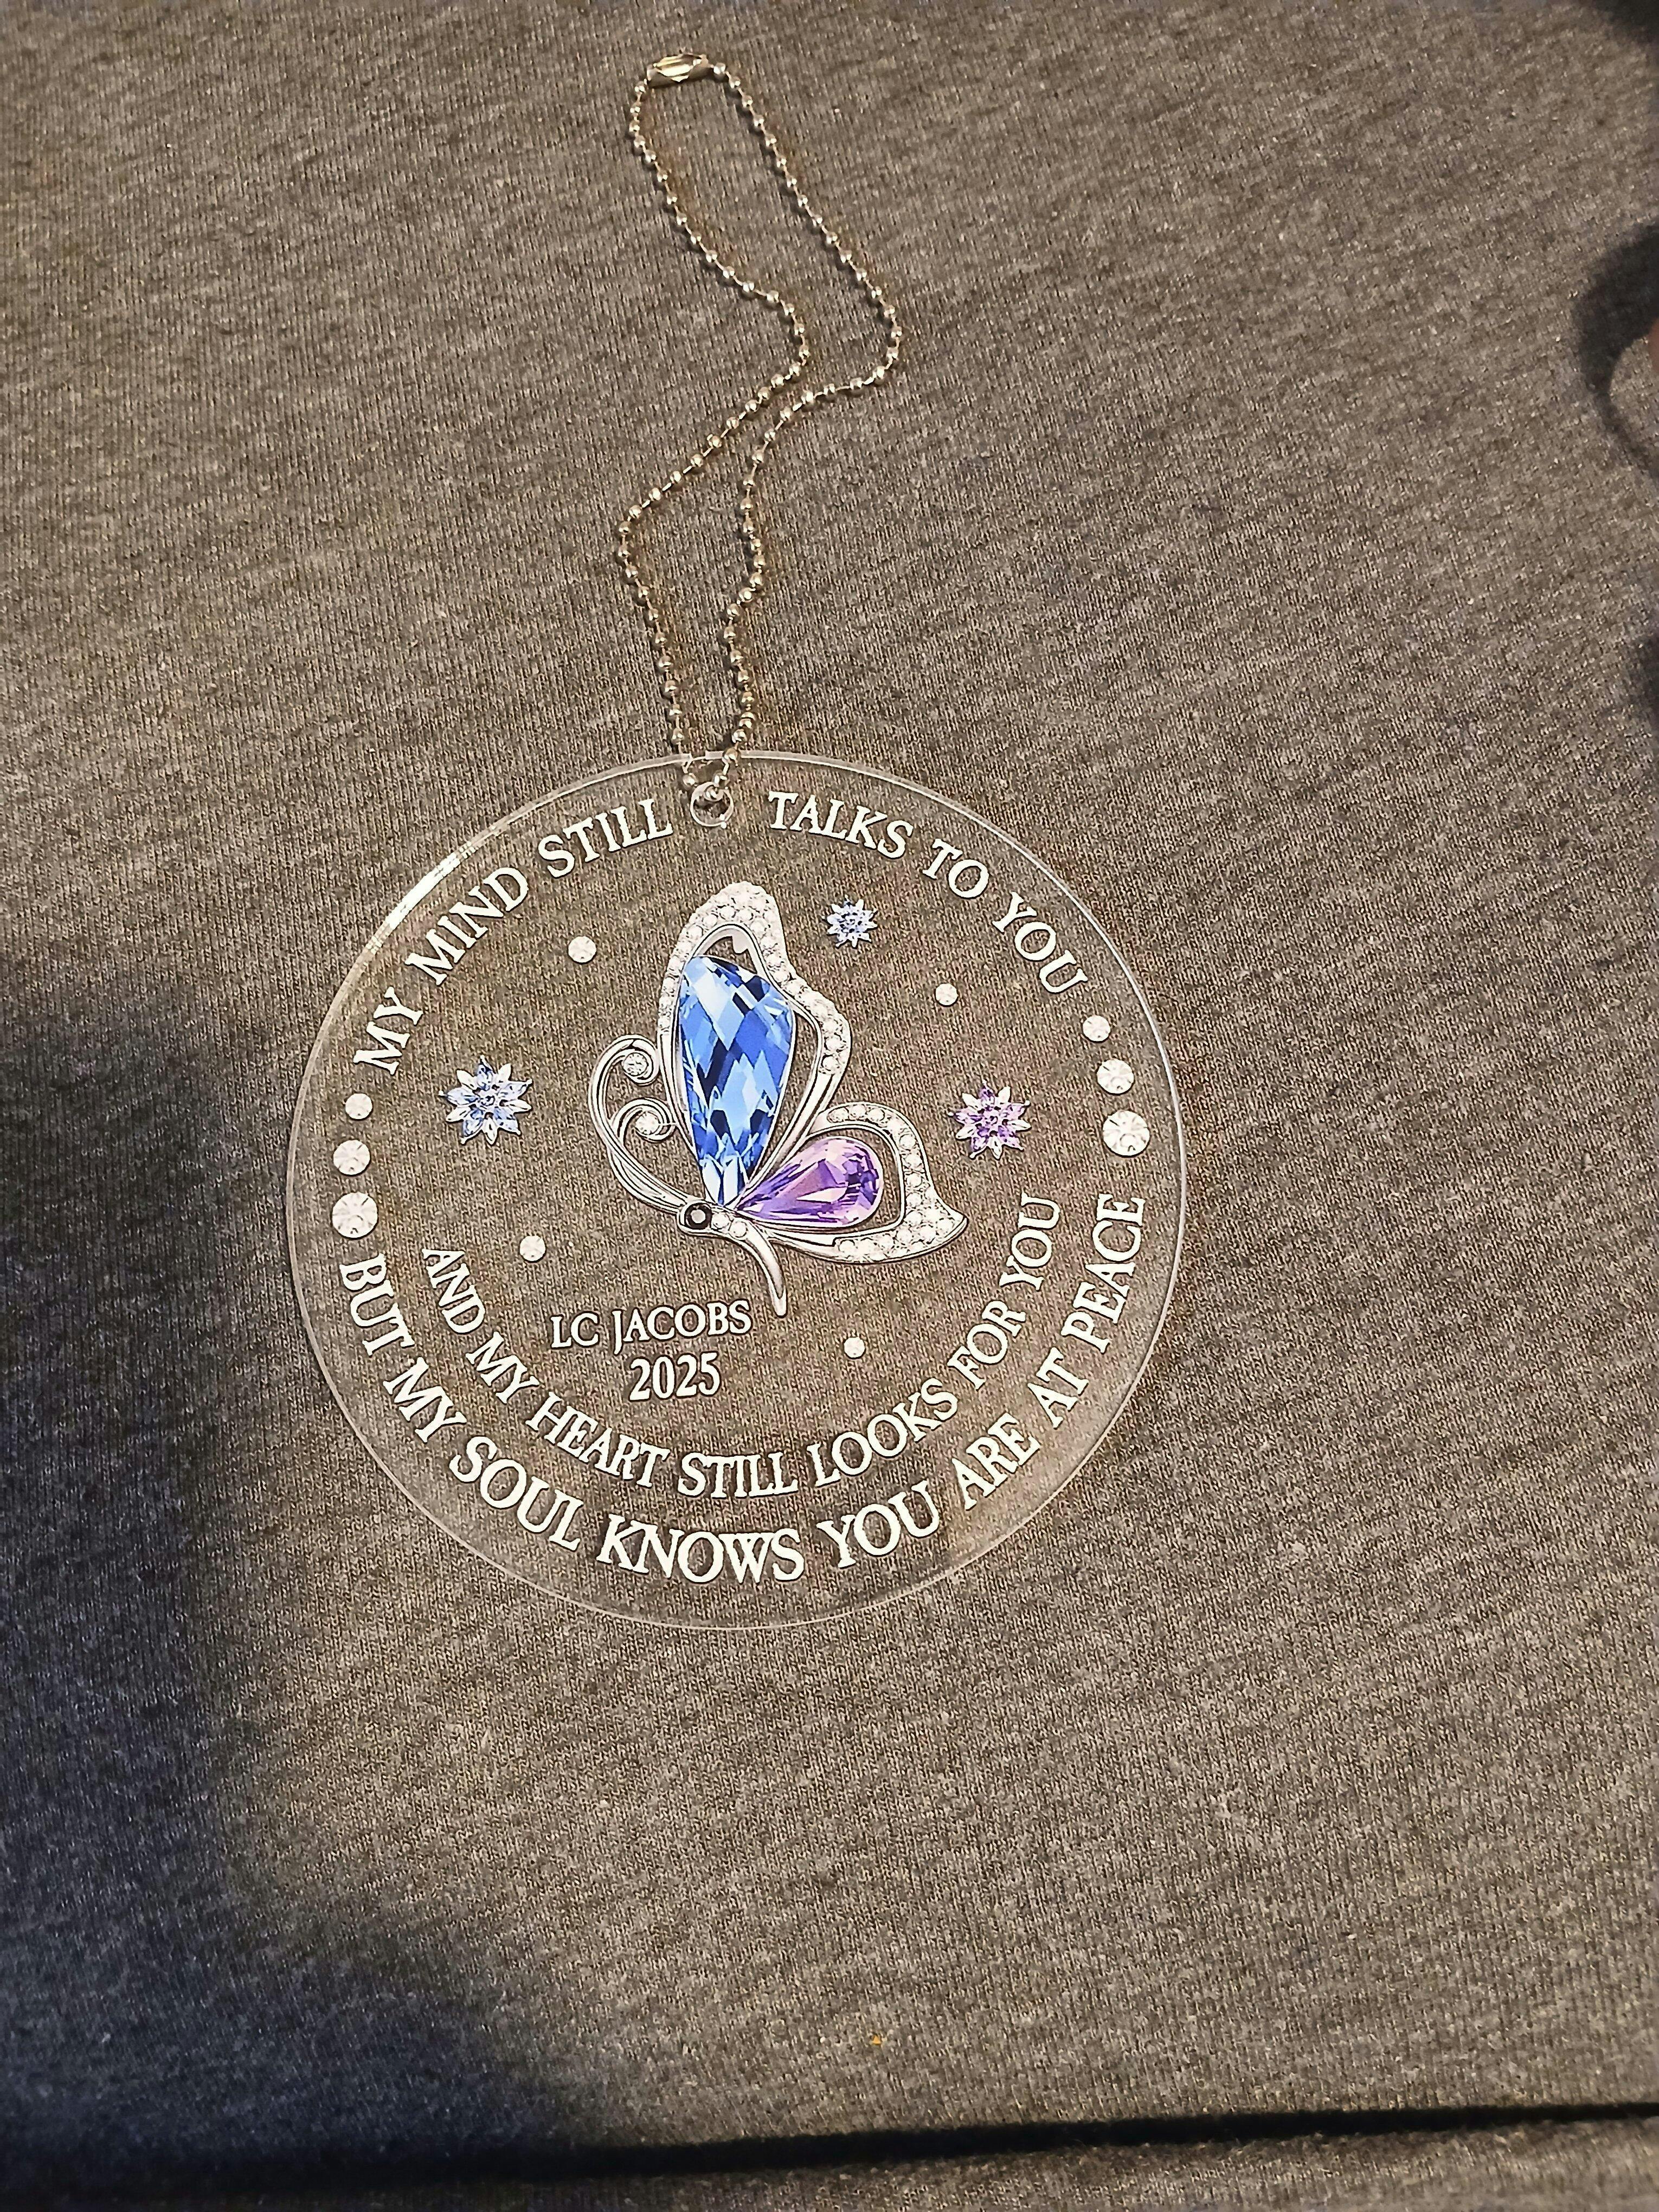 MY MIND STILL TALKS TO YOU
AND MY HEART STILL LOOKS FOR YOU
BUT MY SOUL KNOWS YOU ARE AT PEACE
LC JACOBS
2025